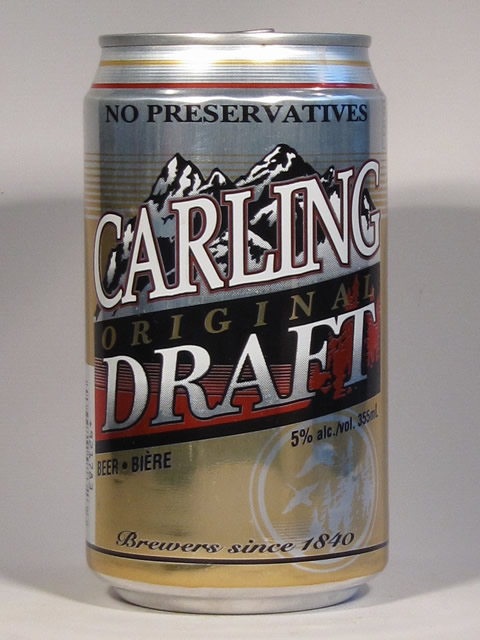 NO PRESERVATIVES
CARLING
ORIGINAL
DRAFT
5% alc./vol. 355mL
BEER • BIÈRE
Brewers since 1840